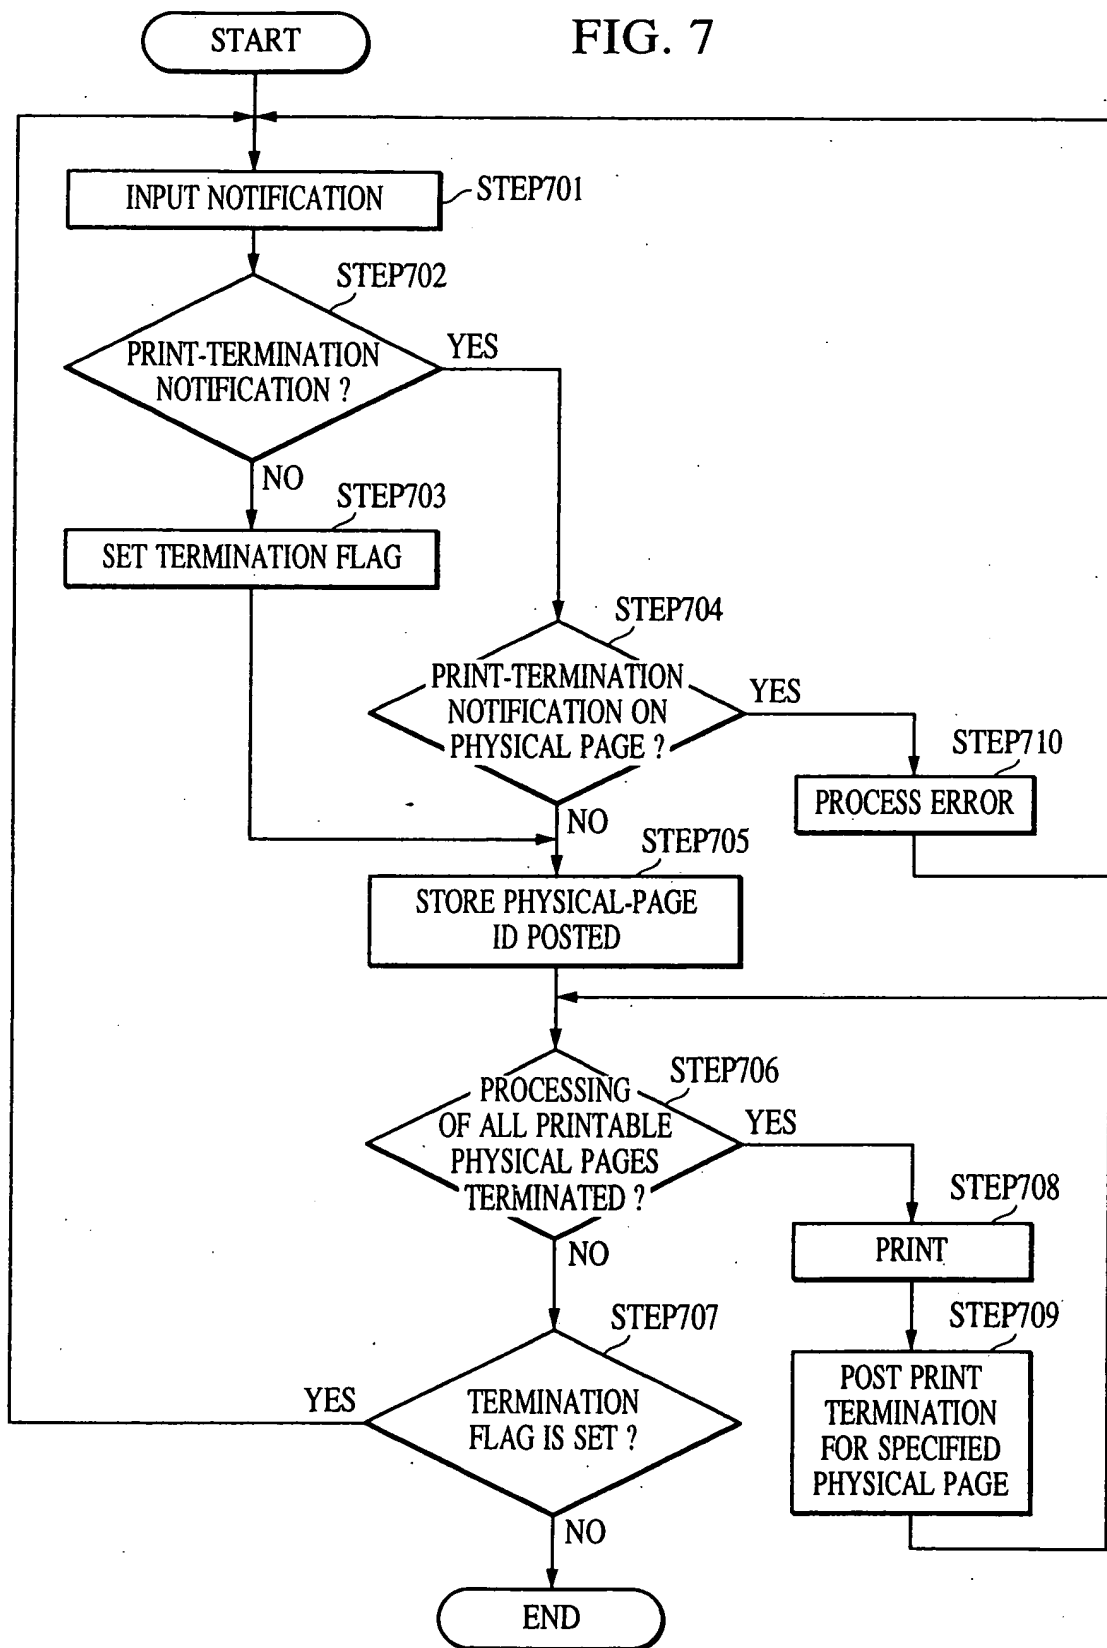 START
FIG. 7
INPUT NOTIFICATION
STEP701
STEP702
PRINT-TERMINATION
NOTIFICATION ?
YES
NO
STEP703
SET TERMINATION FLAG
STEP704
PRINT-TERMINATION
NOTIFICATION ON
PHYSICAL PAGE ?
YES
STEP710
PROCESS ERROR
NO
STEP705
STORE PHYSICAL-PAGE
ID POSTED
STEP706
PROCESSING
OF ALL PRINTABLE
PHYSICAL PAGES
TERMINATED ?
YES
STEP708
PRINT
NO
STEP707
STEP709
POST PRINT
TERMINATION
FOR SPECIFIED
PHYSICAL PAGE
YES
TERMINATION
FLAG IS SET ?
NO
END